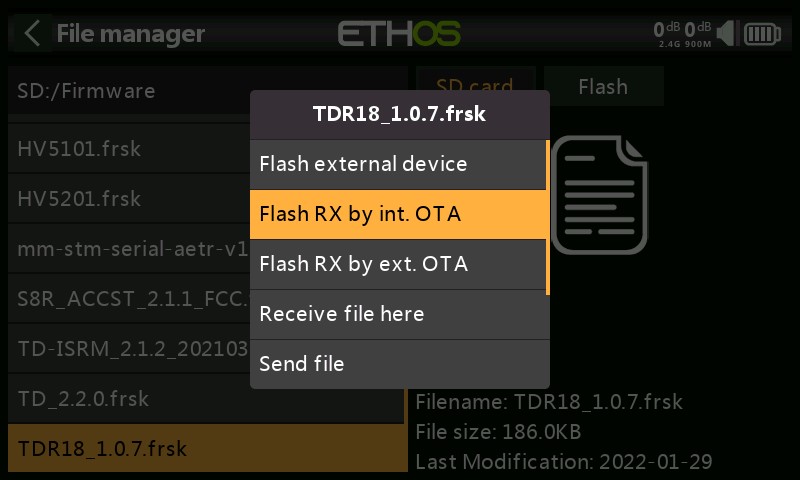 File manager
ETHOS
0dB 0dB
2.4G 900M
SD:/Firmware
SD card
Flash
HV5101.frsk
HV5201.frsk
mm-stm-serial-aetr-v1
S8R_ACCST_2.1.1_FCC.
TD-ISRM_2.1.2_202103
TD_2.2.0.frsk
TDR18_1.0.7.frsk
TDR18_1.0.7.frsk
Flash external device
Flash RX by int. OTA
Flash RX by ext. OTA
Receive file here
Send file
Filename: TDR18_1.0.7.frsk
File size: 186.0KB
Last Modification: 2022-01-29